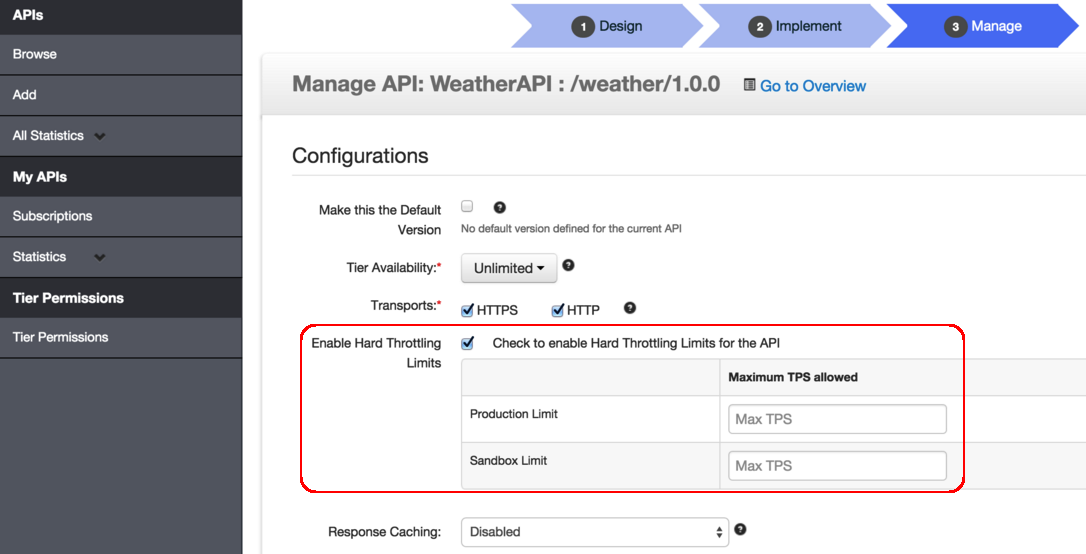 APIs
Browse
Add
All Statistics
My APIs
Subscriptions
Statistics
Tier Permissions
Tier Permissions
1 Design
2 Implement
3 Manage
Manage API: WeatherAPI : /weather/1.0.0
Go to Overview
Configurations
Make this the Default
Version
?
No default version defined for the current API
Tier Availability:*
Unlimited
?
Transports:*
HTTPS
HTTP
?
Enable Hard Throttling
Limits
Check to enable Hard Throttling Limits for the API
Maximum TPS allowed
Production Limit
Max TPS
Sandbox Limit
Max TPS
Response Caching:
Disabled
?